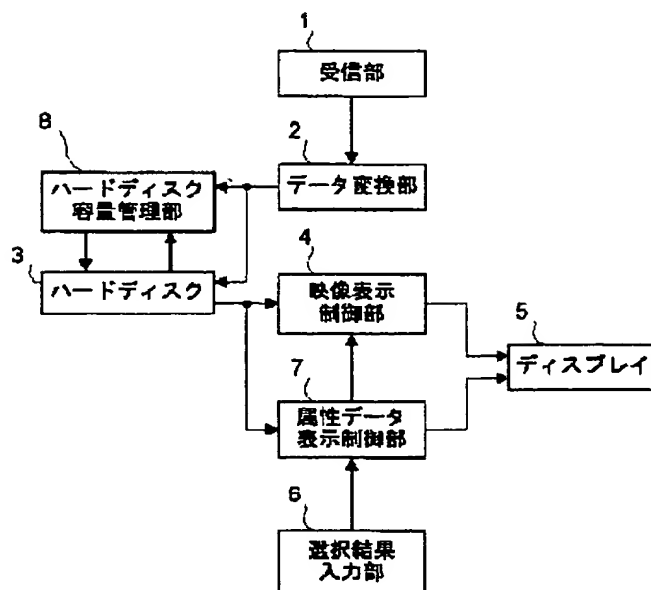 1
受信部
2
データ変換部
8
ハードディスク
容量管理部
3
ハードディスク
4
映像表示
制御部
5
ディスプレイ
7
属性データ
表示制御部
6
選択結果
入力部